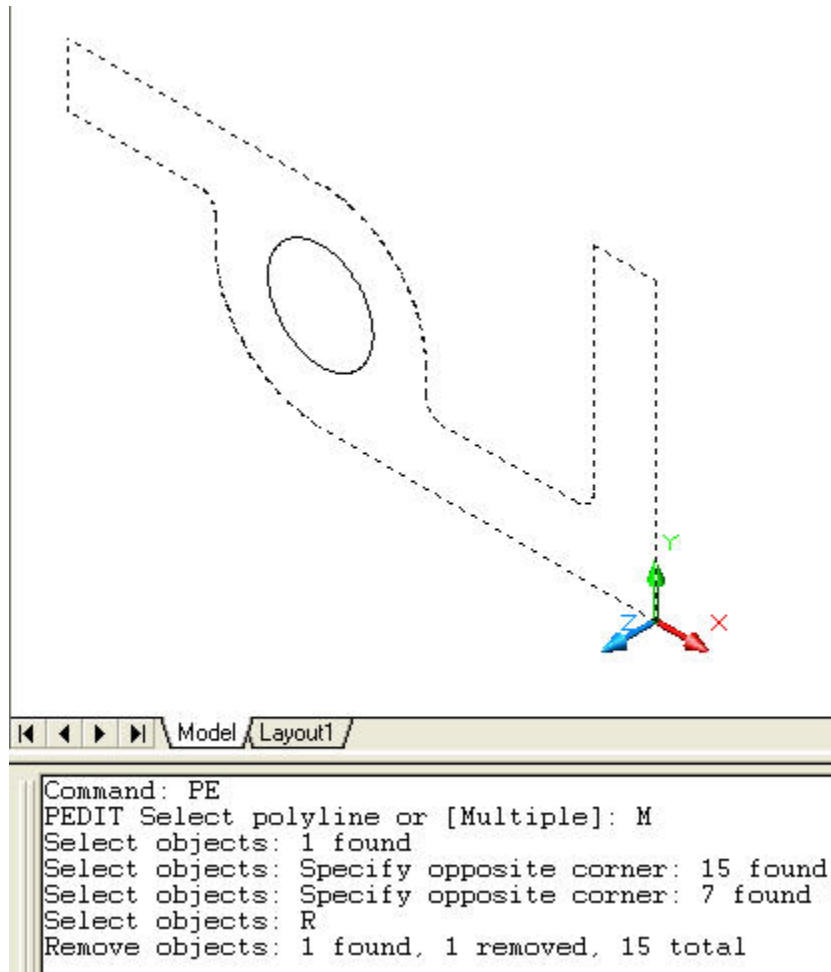 Y
Z X
Model Layout1
Command: PE
PEDIT Select polyline or [Multiple]: M
Select objects: 1 found
Select objects: Specify opposite corner: 15 found
Select objects: Specify opposite corner: 7 found
Select objects: R
Remove objects: 1 found, 1 removed, 15 total